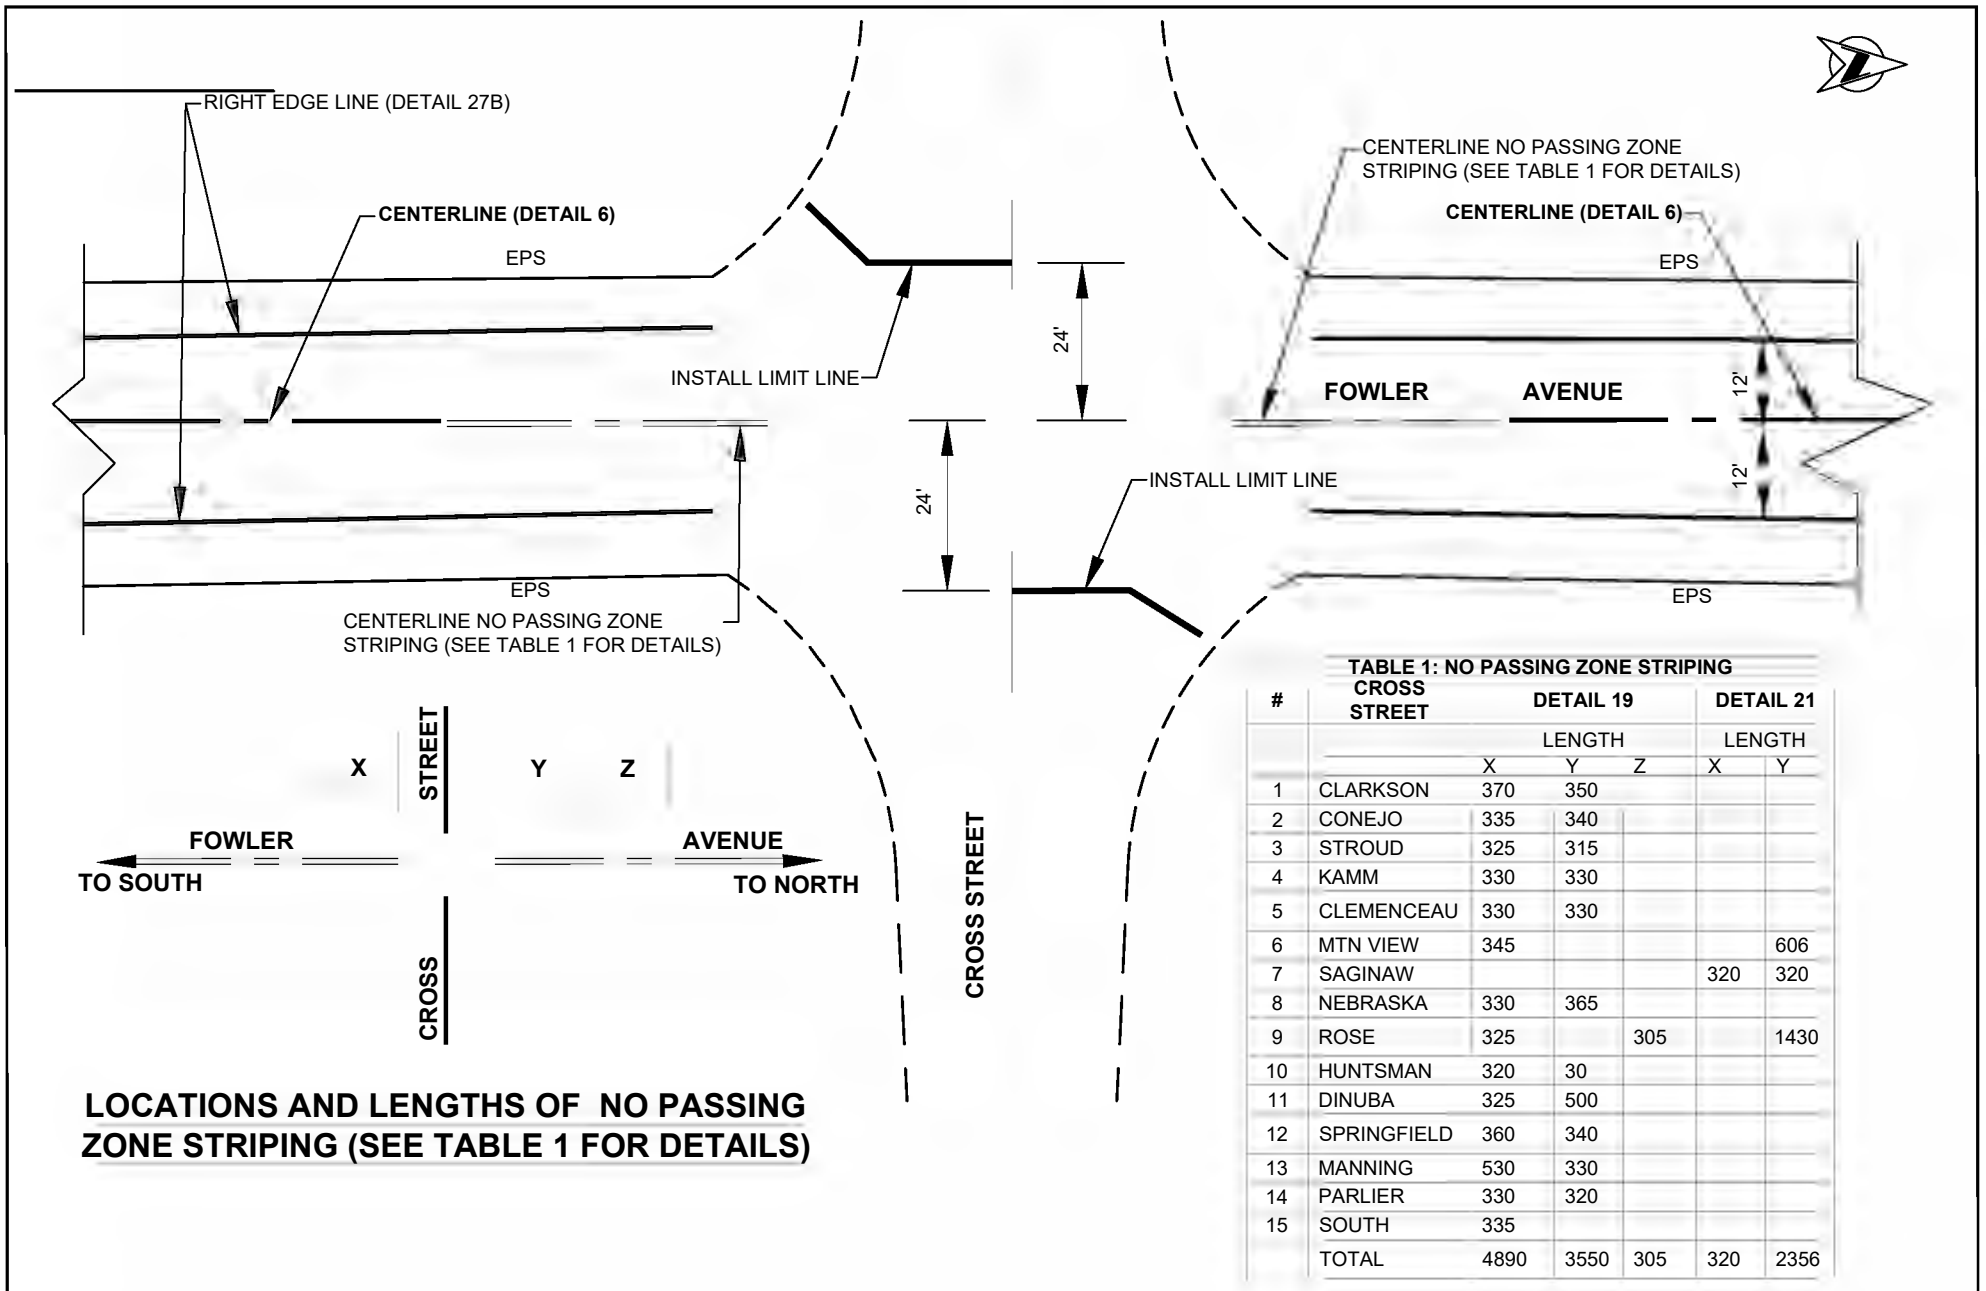 RIGHT EDGE LINE (DETAIL 27B)
CENTERLINE (DETAIL 6)
EPS
INSTALL LIMIT LINE
24'
24'
Z
CENTERLINE NO PASSING ZONE
STRIPING (SEE TABLE 1 FOR DETAILS)
CENTERLINE (DETAIL 6)
EPS
FOWLER AVENUE
12'
12'
INSTALL LIMIT LINE
EPS
EPS
CENTERLINE NO PASSING ZONE
STRIPING (SEE TABLE 1 FOR DETAILS)
X STREET Y Z
FOWLER AVENUE
TO SOUTH TO NORTH
CROSS
CROSS STREET
LOCATIONS AND LENGTHS OF NO PASSING
ZONE STRIPING (SEE TABLE 1 FOR DETAILS)
TABLE 1: NO PASSING ZONE STRIPING
# CROSS STREET DETAIL 19 DETAIL 21
LENGTH LENGTH
X Y Z X Y
1 CLARKSON 370 350
2 CONEJO 335 340
3 STROUD 325 315
4 KAMM 330 330
5 CLEMENCEAU 330 330
6 MTN VIEW 345 606
7 SAGINAW 320 320
8 NEBRASKA 330 365
9 ROSE 325 305 1430
10 HUNTSMAN 320 30
11 DINUBA 325 500
12 SPRINGFIELD 360 340
13 MANNING 530 330
14 PARLIER 330 320
15 SOUTH 335
TOTAL 4890 3550 305 320 2356